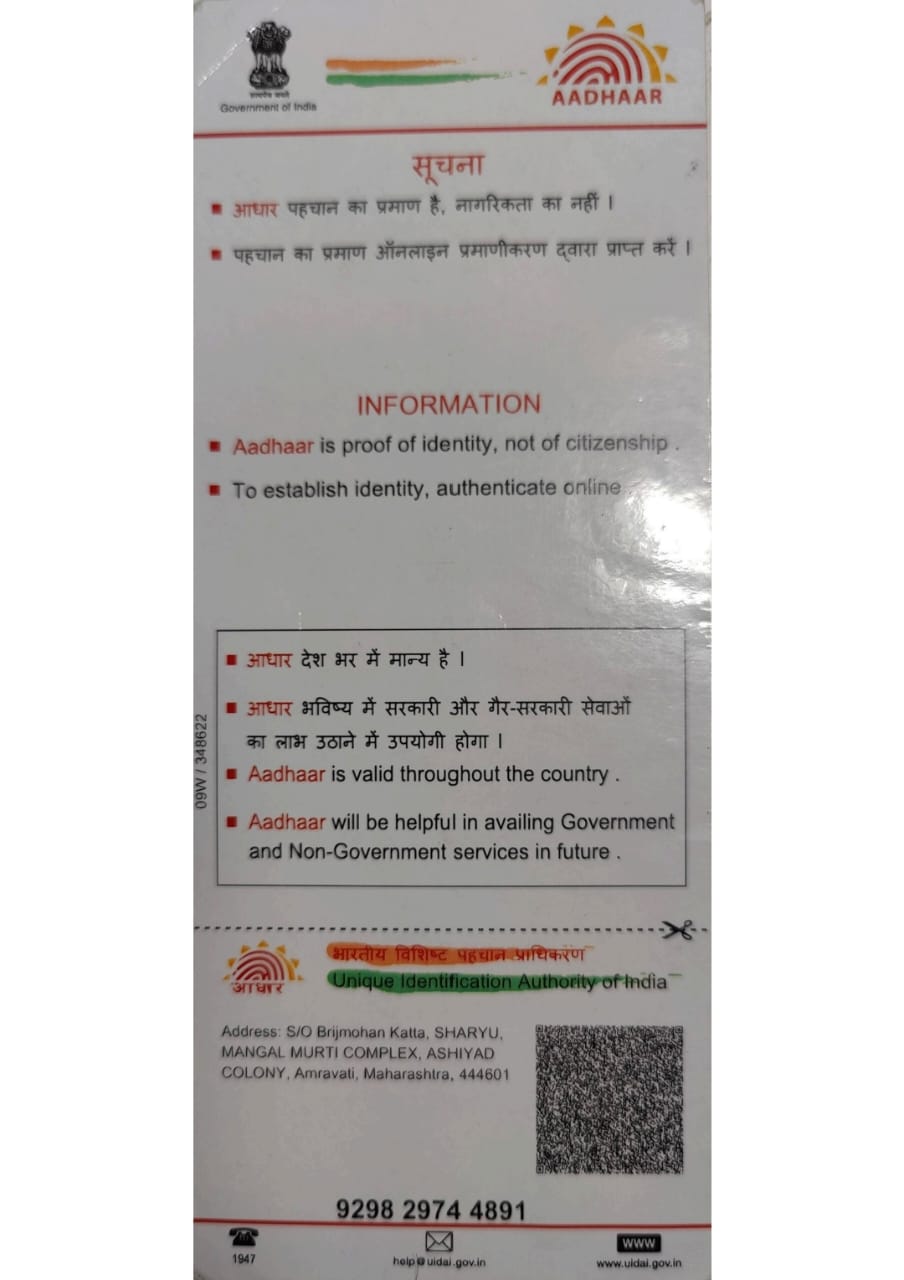 सत्यमेव जयते
Government of India
AADHAAR
सूचना
आधार पहचान का प्रमाण है, नागरिकता का नहीं ।
पहचान का प्रमाण ऑनलाइन प्रमाणीकरण द्वारा प्राप्त करें ।
INFORMATION
Aadhaar is proof of identity, not of citizenship .
To establish identity, authenticate online
आधार देश भर में मान्य है ।
आधार भविष्य में सरकारी और गैर-सरकारी सेवाओं
का लाभ उठाने में उपयोगी होगा ।
Aadhaar is valid throughout the country .
Aadhaar will be helpful in availing Government
and Non-Government services in future .
09W / 348622
आधार
भारतीय विशिष्ट पहचान प्राधिकरण
Unique Identification Authority of India
Address: S/O Brijmohan Katta, SHARYU,
MANGAL MURTI COMPLEX, ASHIYAD
COLONY, Amravati, Maharashtra, 444601
9298 2974 4891
1947
help@uidai.gov.in
WWW
www.uidai.gov.in